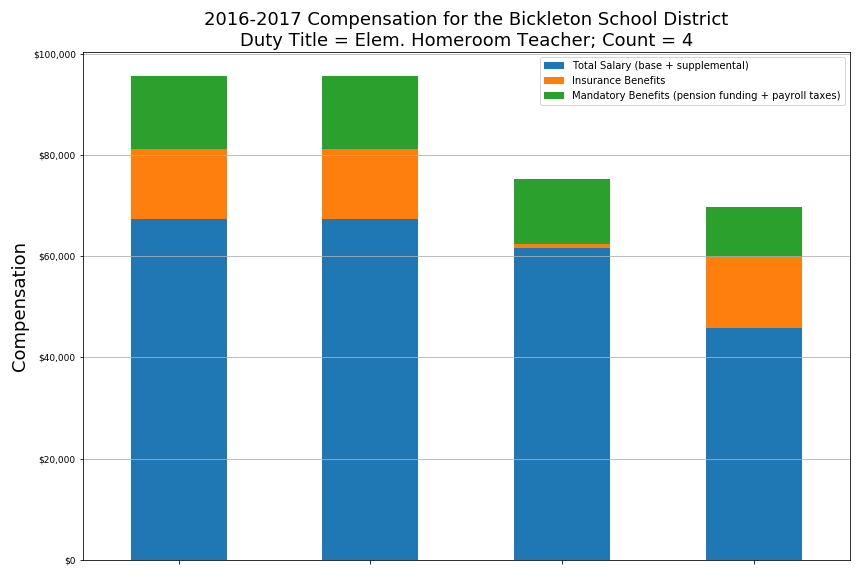 2016-2017 Compensation for the Bickleton School District
Duty Title = Elem. Homeroom Teacher; Count = 4
$100,000
Total Salary (base + supplemental)
Insurance Benefits
Mandatory Benefits (pension funding + payroll taxes)
$80,000
$60,000
Compensation
$40,000
$20,000
$0